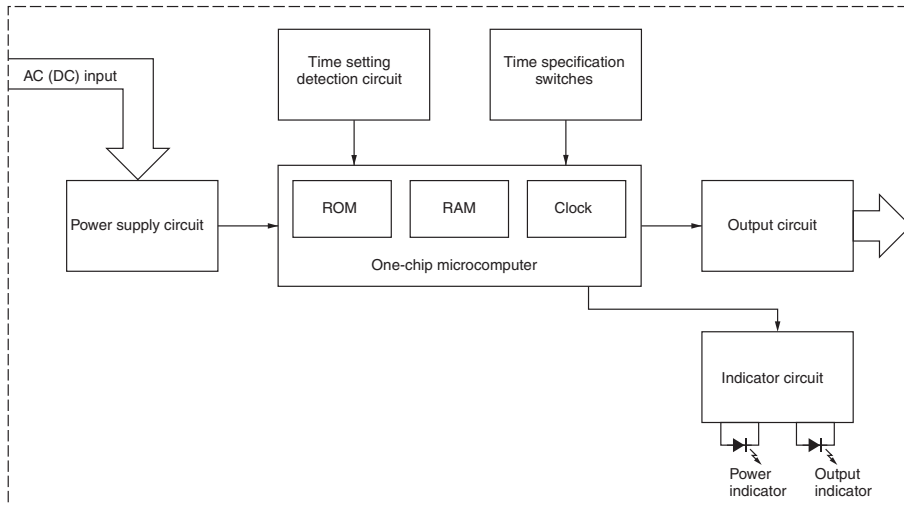 AC (DC) input
Time setting
detection circuit
Time specification
switches
Power supply circuit
ROM
RAM
Clock
One-chip microcomputer
Output circuit
Indicator circuit
Power
indicator
Output
indicator